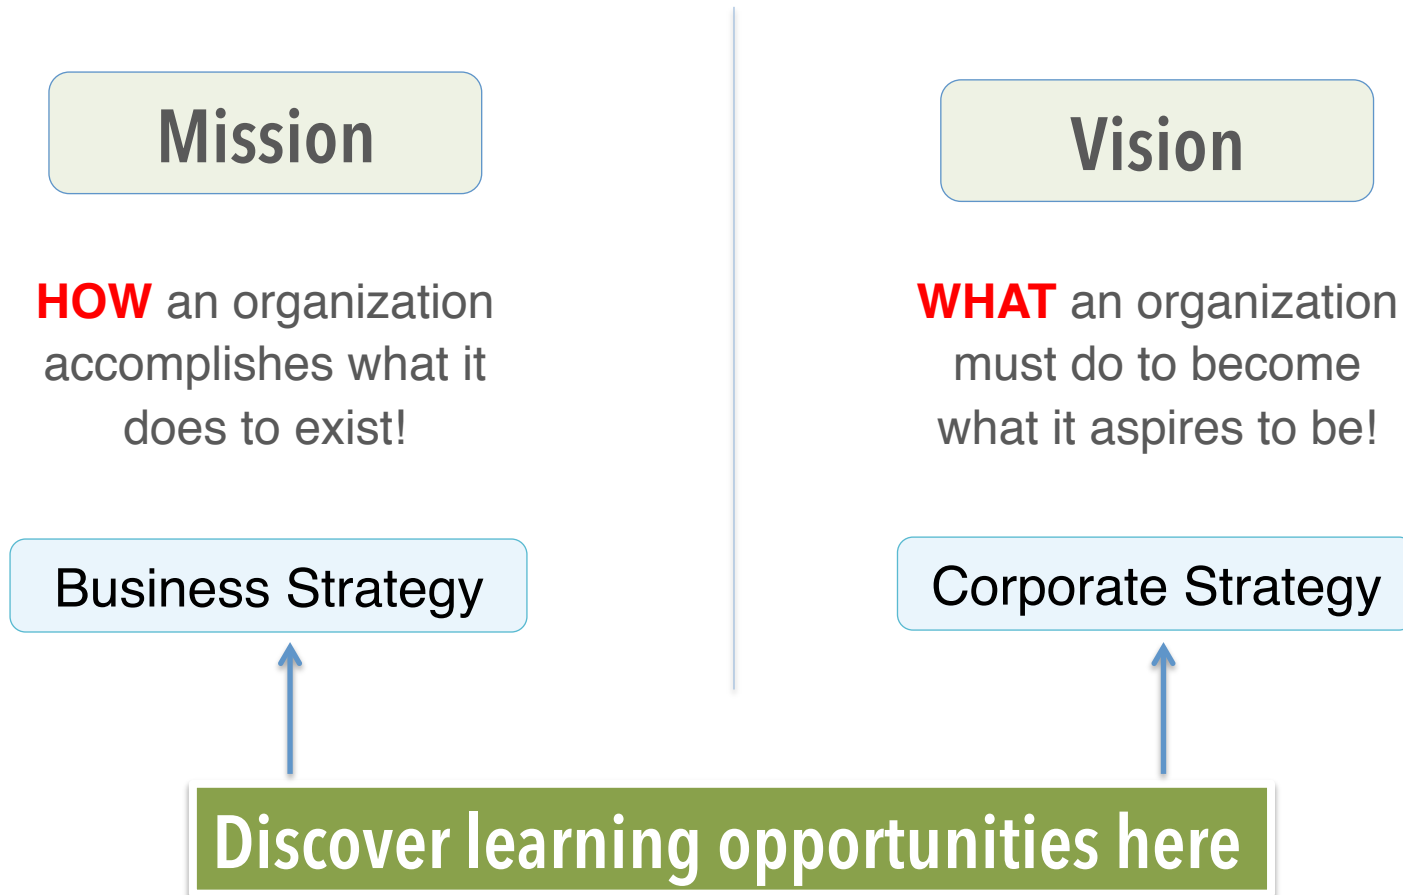 Mission
HOW an organization
accomplishes what it
does to exist!
Business Strategy
Vision
WHAT an organization
must do to become
what it aspires to be!
Corporate Strategy
Discover learning opportunities here